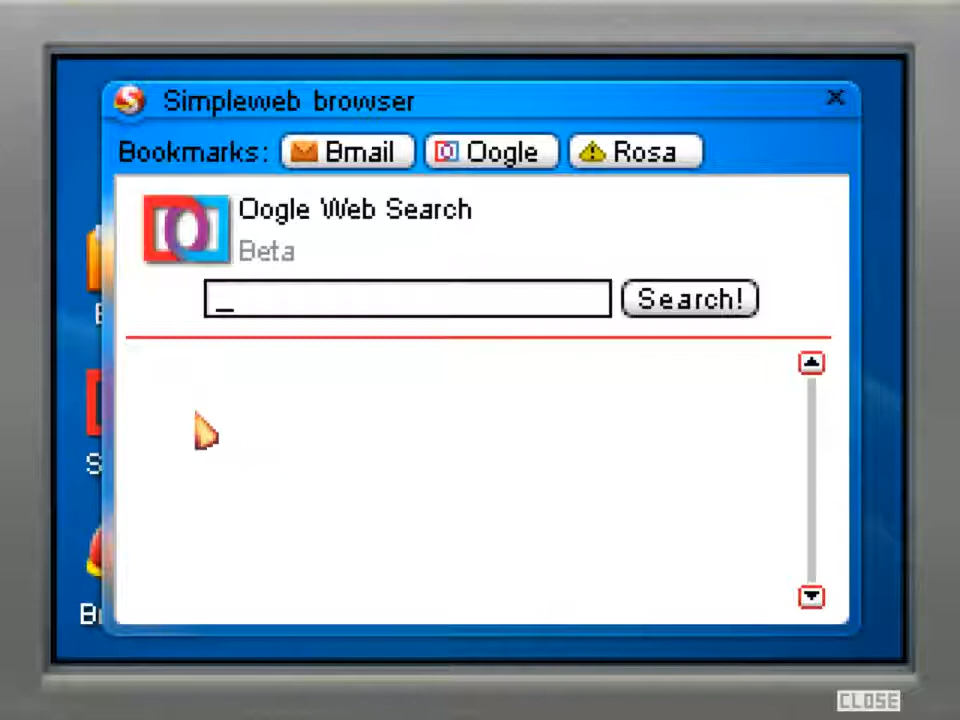 Simpleweb browser
Bookmarks: Bmail Oogle Rosa
Oogle Web Search
Beta
_ Search!
CLOSE